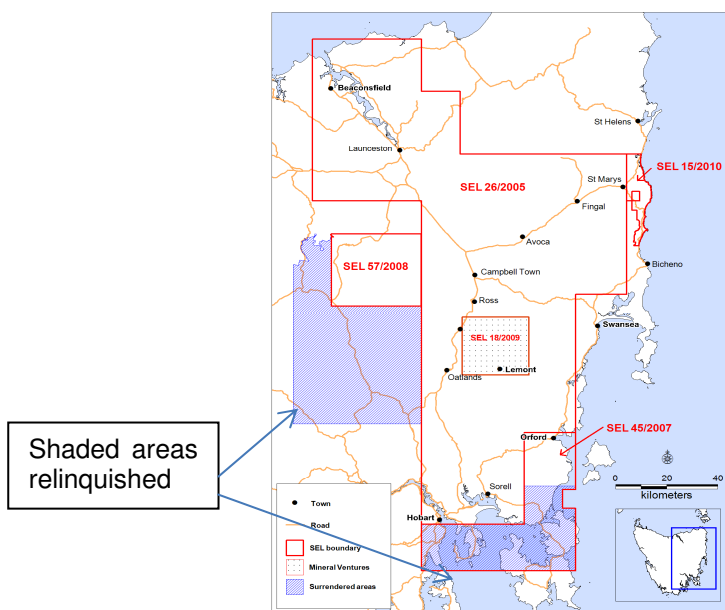 Beaconsfield
St Helens
Launceston
SEL 15/2010
St Marys
SEL 26/2005
Fingal
Avoca
SEL 57/2008
Bicheno
Campbell Town
Ross
Swansea
SEL 18/2009
Lemont
Oatlands
SEL 45/2007
Orford
Shaded areas
relinquished
Sorell
0 20 40
kilometers
Hobart
Town
Road
SEL boundary
Mineral Ventures
Surrendered areas